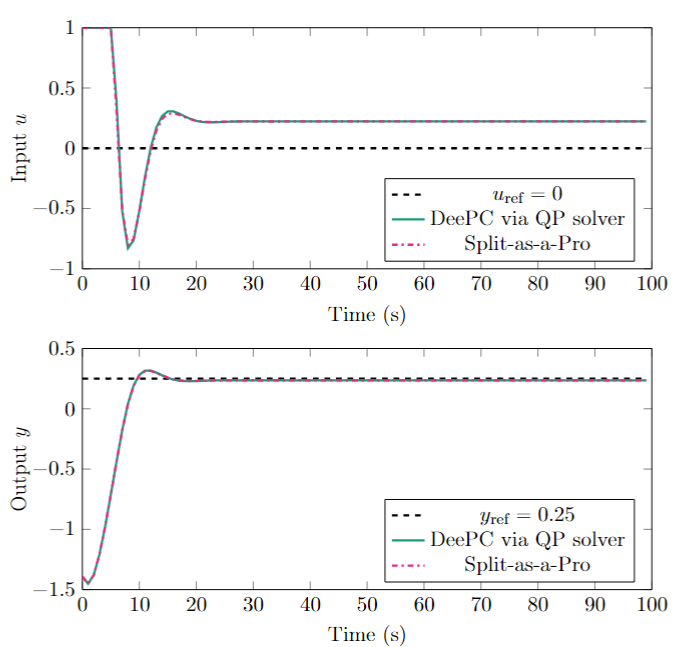 1
0.5
0
−0.5
−1
Input u
0 10 20 30 40 50 60 70 80 90 100
Time (s)
u_ref = 0
DeePC via QP solver
Split-as-a-Pro
0.5
0
−0.5
−1
−1.5
Output y
0 10 20 30 40 50 60 70 80 90 100
Time (s)
y_ref = 0.25
DeePC via QP solver
Split-as-a-Pro